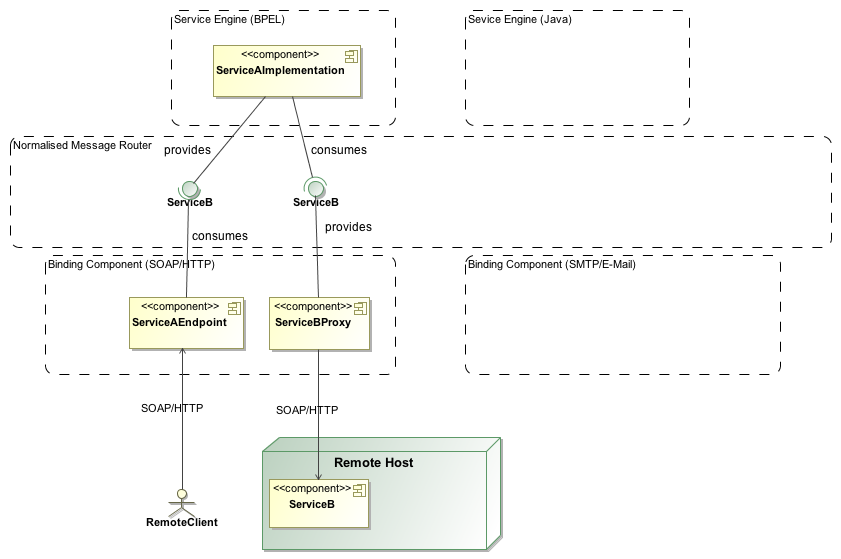 Service Engine (BPEL)
Sevice Engine (Java)
<<component>>
ServiceAImplementation
Normalised Message Router
provides
consumes
ServiceB
ServiceB
consumes
provides
Binding Component (SOAP/HTTP)
Binding Component (SMTP/E-Mail)
<<component>>
ServiceAEndpoint
<<component>>
ServiceBProxy
SOAP/HTTP
SOAP/HTTP
Remote Host
<<component>>
ServiceB
RemoteClient